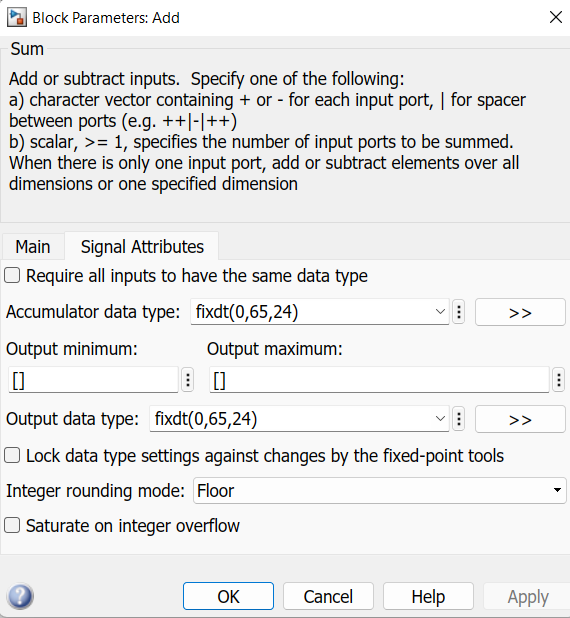 Block Parameters: Add
Sum
Add or subtract inputs.  Specify one of the following:
a) character vector containing + or - for each input port, | for spacer
between ports (e.g. ++|-|++)
b) scalar, >= 1, specifies the number of input ports to be summed.
When there is only one input port, add or subtract elements over all
dimensions or one specified dimension
Main Signal Attributes
Require all inputs to have the same data type
Accumulator data type: fixdt(0,65,24) >>
Output minimum: Output maximum:
[] []
Output data type: fixdt(0,65,24) >>
Lock data type settings against changes by the fixed-point tools
Integer rounding mode: Floor
Saturate on integer overflow
? OK Cancel Help Apply